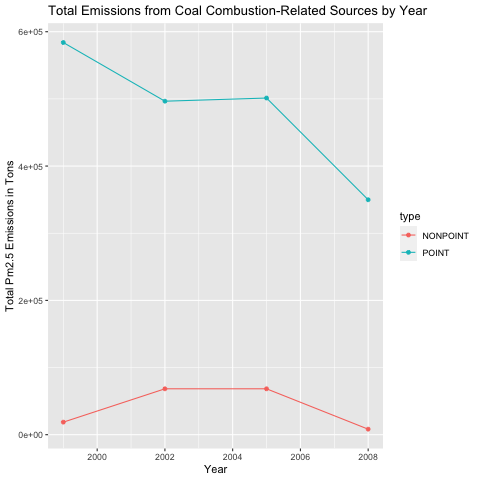 Total Emissions from Coal Combustion-Related Sources by Year
6e+05
4e+05
2e+05
0e+00
Total Pm2.5 Emissions in Tons
2000 2002 2004 2006 2008
Year
type
NONPOINT
POINT